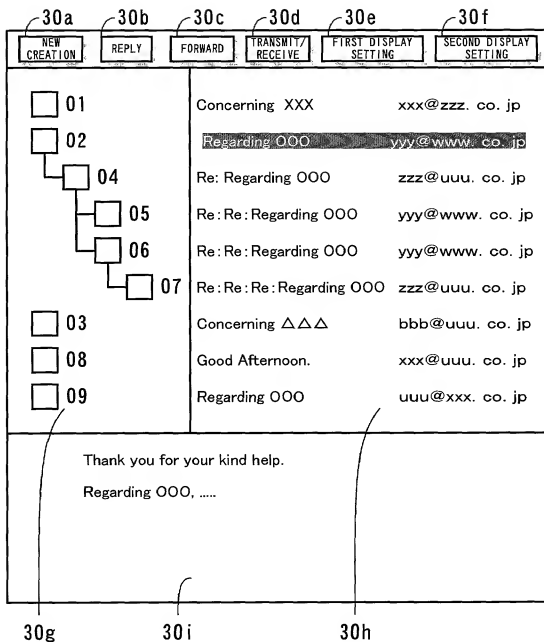 30a 30b 30c 30d 30e 30f
NEW CREATION REPLY FORWARD TRANSMIT/ RECEIVE FIRST DISPLAY SETTING SECOND DISPLAY SETTING
01 Concerning XXX xxx@zzz. co. jp
02 Regarding OOO yyy@www. co. jp
04 Re: Regarding OOO zzz@uuu. co. jp
05 Re: Re: Regarding OOO yyy@www. co. jp
06 Re: Re: Regarding OOO yyy@www. co. jp
07 Re: Re: Re: Regarding OOO zzz@uuu. co. jp
03 Concerning △△△ bbb@uuu. co. jp
08 Good Afternoon. xxx@uuu. co. jp
09 Regarding OOO uuu@xxx. co. jp
Thank you for your kind help.
Regarding OOO, .....
30g 30i 30h